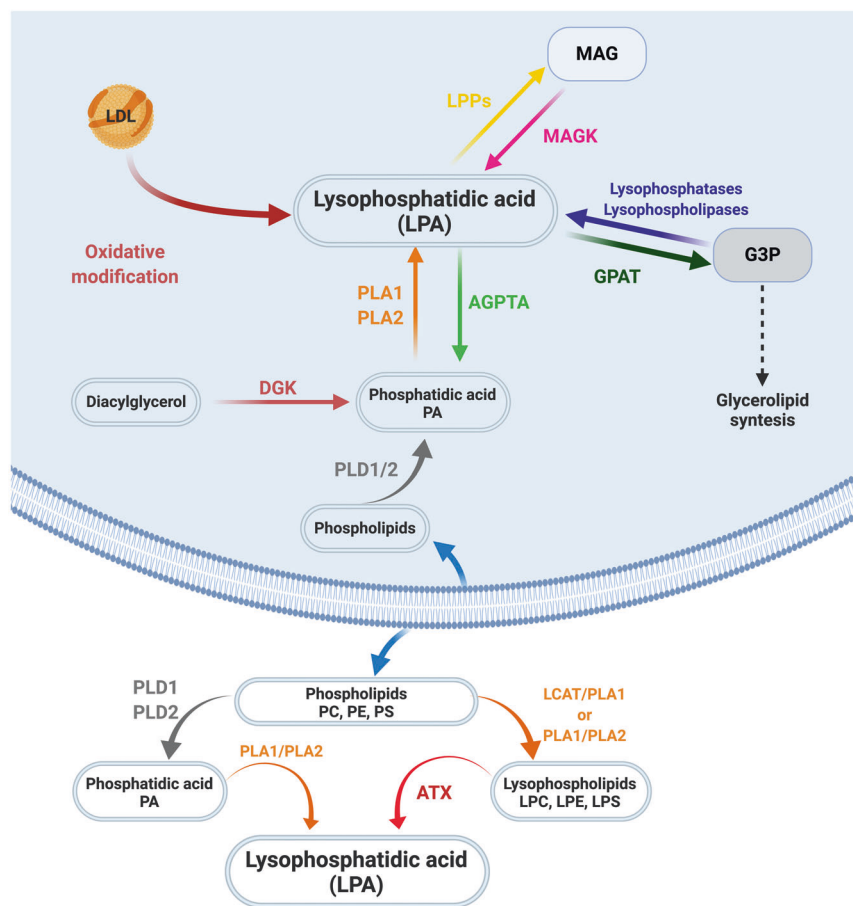 MAG
LPPs
MAGK
LDL
Lysophosphatidic acid
(LPA)
Lysophosphatases
Lysophospholipases
G3P
GPAT
Oxidative
modification
PLA1
PLA2
AGPTA
Diacylglycerol
DGK
Phosphatidic acid
PA
Glycerolipid
syntesis
PLD1/2
Phospholipids
PLD1
PLD2
Phospholipids
PC, PE, PS
LCAT/PLA1
or
PLA1/PLA2
PLA1/PLA2
Phosphatidic acid
PA
ATX
Lysophospholipids
LPC, LPE, LPS
Lysophosphatidic acid
(LPA)